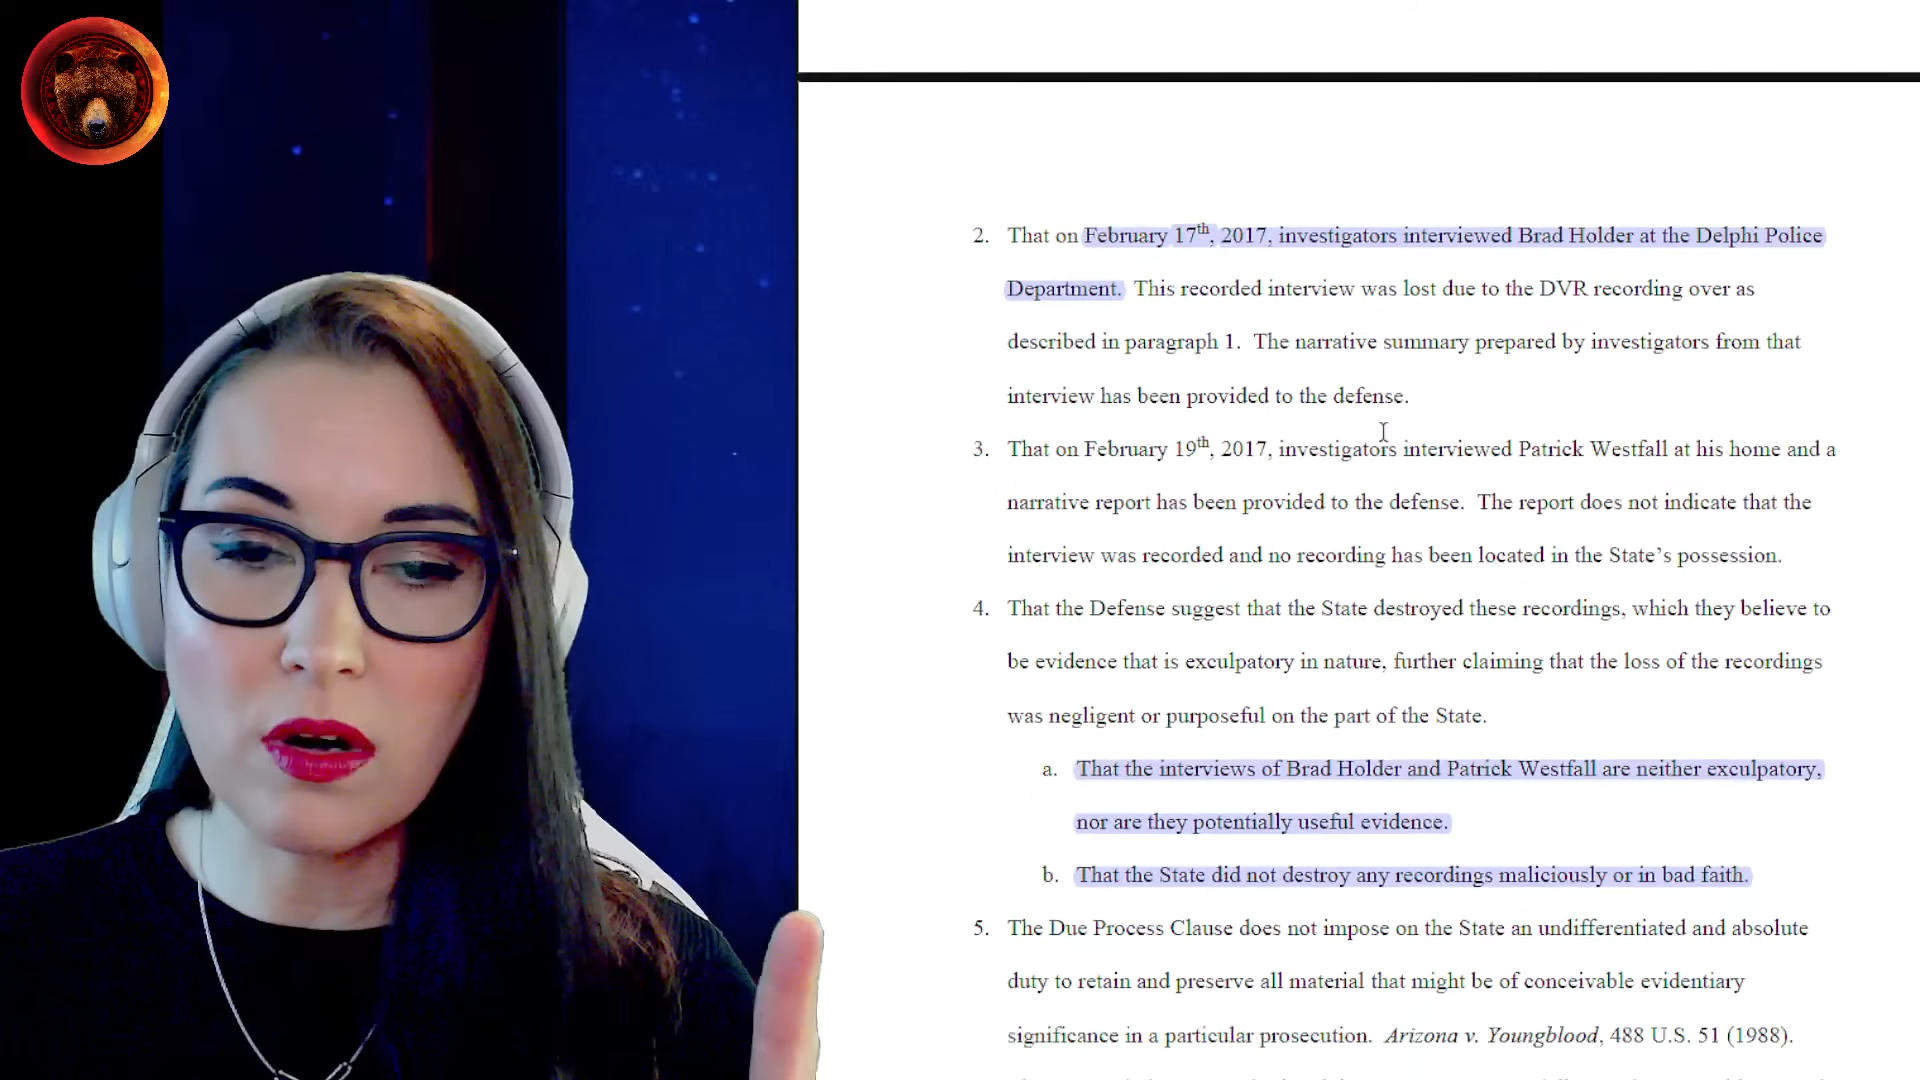 2. That on February 17th, 2017, investigators interviewed Brad Holder at the Delphi Police
Department. This recorded interview was lost due to the DVR recording over as
described in paragraph 1. The narrative summary prepared by investigators from that
interview has been provided to the defense.
3. That on February 19th, 2017, investigators interviewed Patrick Westfall at his home and a
narrative report has been provided to the defense. The report does not indicate that the
interview was recorded and no recording has been located in the State's possession.
4. That the Defense suggest that the State destroyed these recordings, which they believe to
be evidence that is exculpatory in nature, further claiming that the loss of the recordings
was negligent or purposeful on the part of the State.
a. That the interviews of Brad Holder and Patrick Westfall are neither exculpatory,
nor are they potentially useful evidence.
b. That the State did not destroy any recordings maliciously or in bad faith.
5. The Due Process Clause does not impose on the State an undifferentiated and absolute
duty to retain and preserve all material that might be of conceivable evidentiary
significance in a particular prosecution. Arizona v. Youngblood, 488 U.S. 51 (1988).